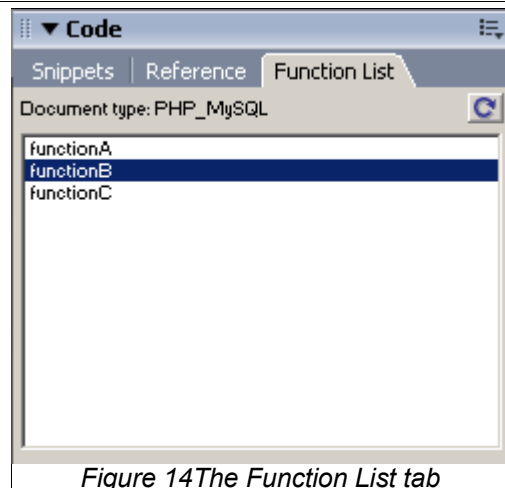 Code
Snippets Reference Function List
Document type: PHP_MySQL
functionA
functionB
functionC
Figure 14The Function List tab